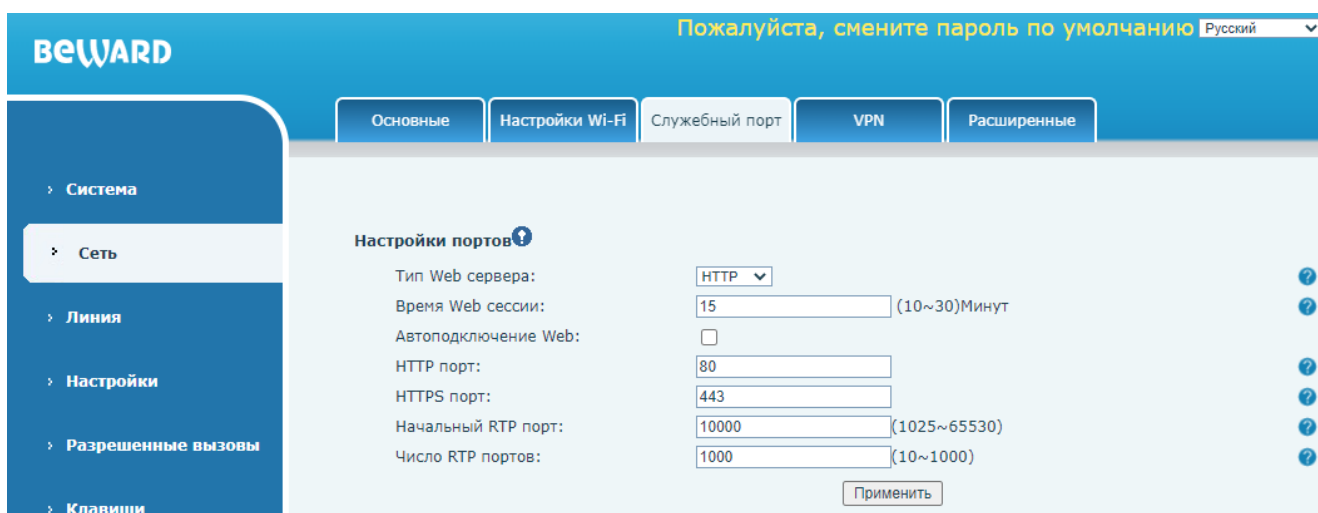 Пожалуйста, смените пароль по умолчанию Русский
BEWARD
Основные Настройки Wi-Fi Служебный порт VPN Расширенные
Система
Сеть
Линия
Настройки
Разрешенные вызовы
Клавиши
Настройки портов
Тип Web сервера: HTTP
Время Web сессии: 15 (10~30)Минут
Автоподключение Web:
HTTP порт: 80
HTTPS порт: 443
Начальный RTP порт: 10000 (1025~65530)
Число RTP портов: 1000 (10~1000)
Применить